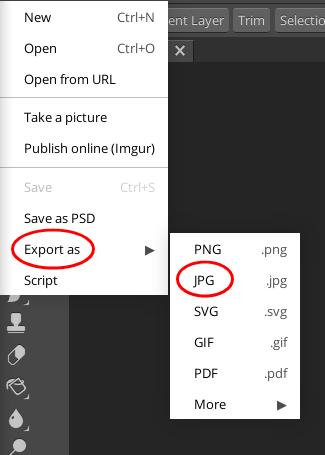 New Ctrl+N
Open Ctrl+O
Open from URL
Take a picture
Publish online (Imgur)
Save Ctrl+S
Save as PSD
Export as ▶
Script
ent Layer Trim Selectio
PNG .png
JPG .jpg
SVG .svg
GIF .gif
PDF .pdf
More ▶